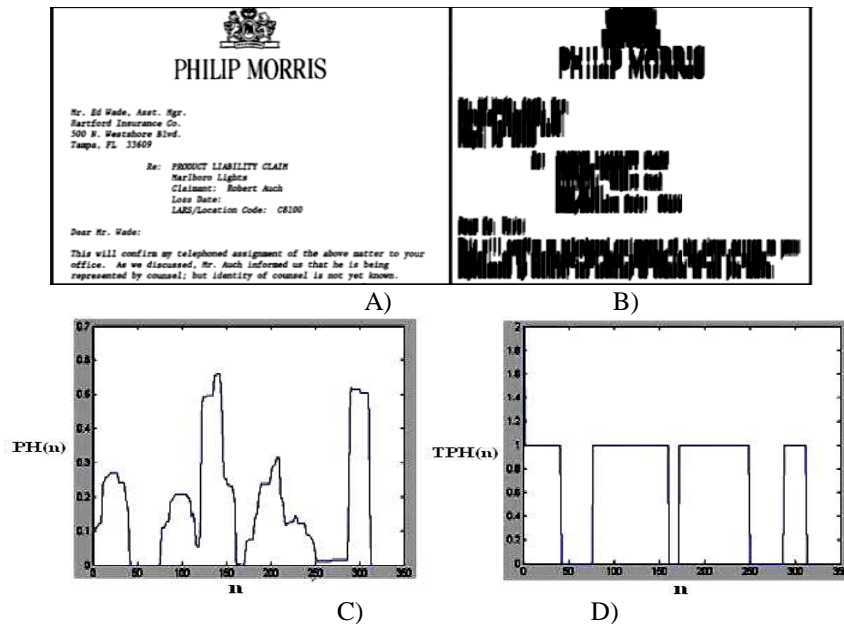 PHILIP MORRIS
PHILIP MORRIS
Mr. Ed Wade, Asst. Mgr.
Hartford Insurance Co.
500 N. Westshore Blvd.
Tampa, FL 33609
Re: PRODUCT LIABILITY CLAIM
Marlboro Lights
Claimant: Robert Auch
Loss Date:
LARS/Location Code: C8100
Dear Mr. Wade:
This will confirm my telephoned assignment of the above matter to your
office. As we discussed, Mr. Auch informed us that he is being
represented by counsel; but identity of counsel is not yet known.
A)
B)
PH(n)
0.7
0.6
0.5
0.4
0.3
0.2
0.1
0
0 50 100 150 200 250 300 350
n
C)
TPH(n)
2
1.8
1.6
1.4
1.2
1
0.8
0.6
0.4
0.2
0
0 50 100 150 200 250 300 350
n
D)